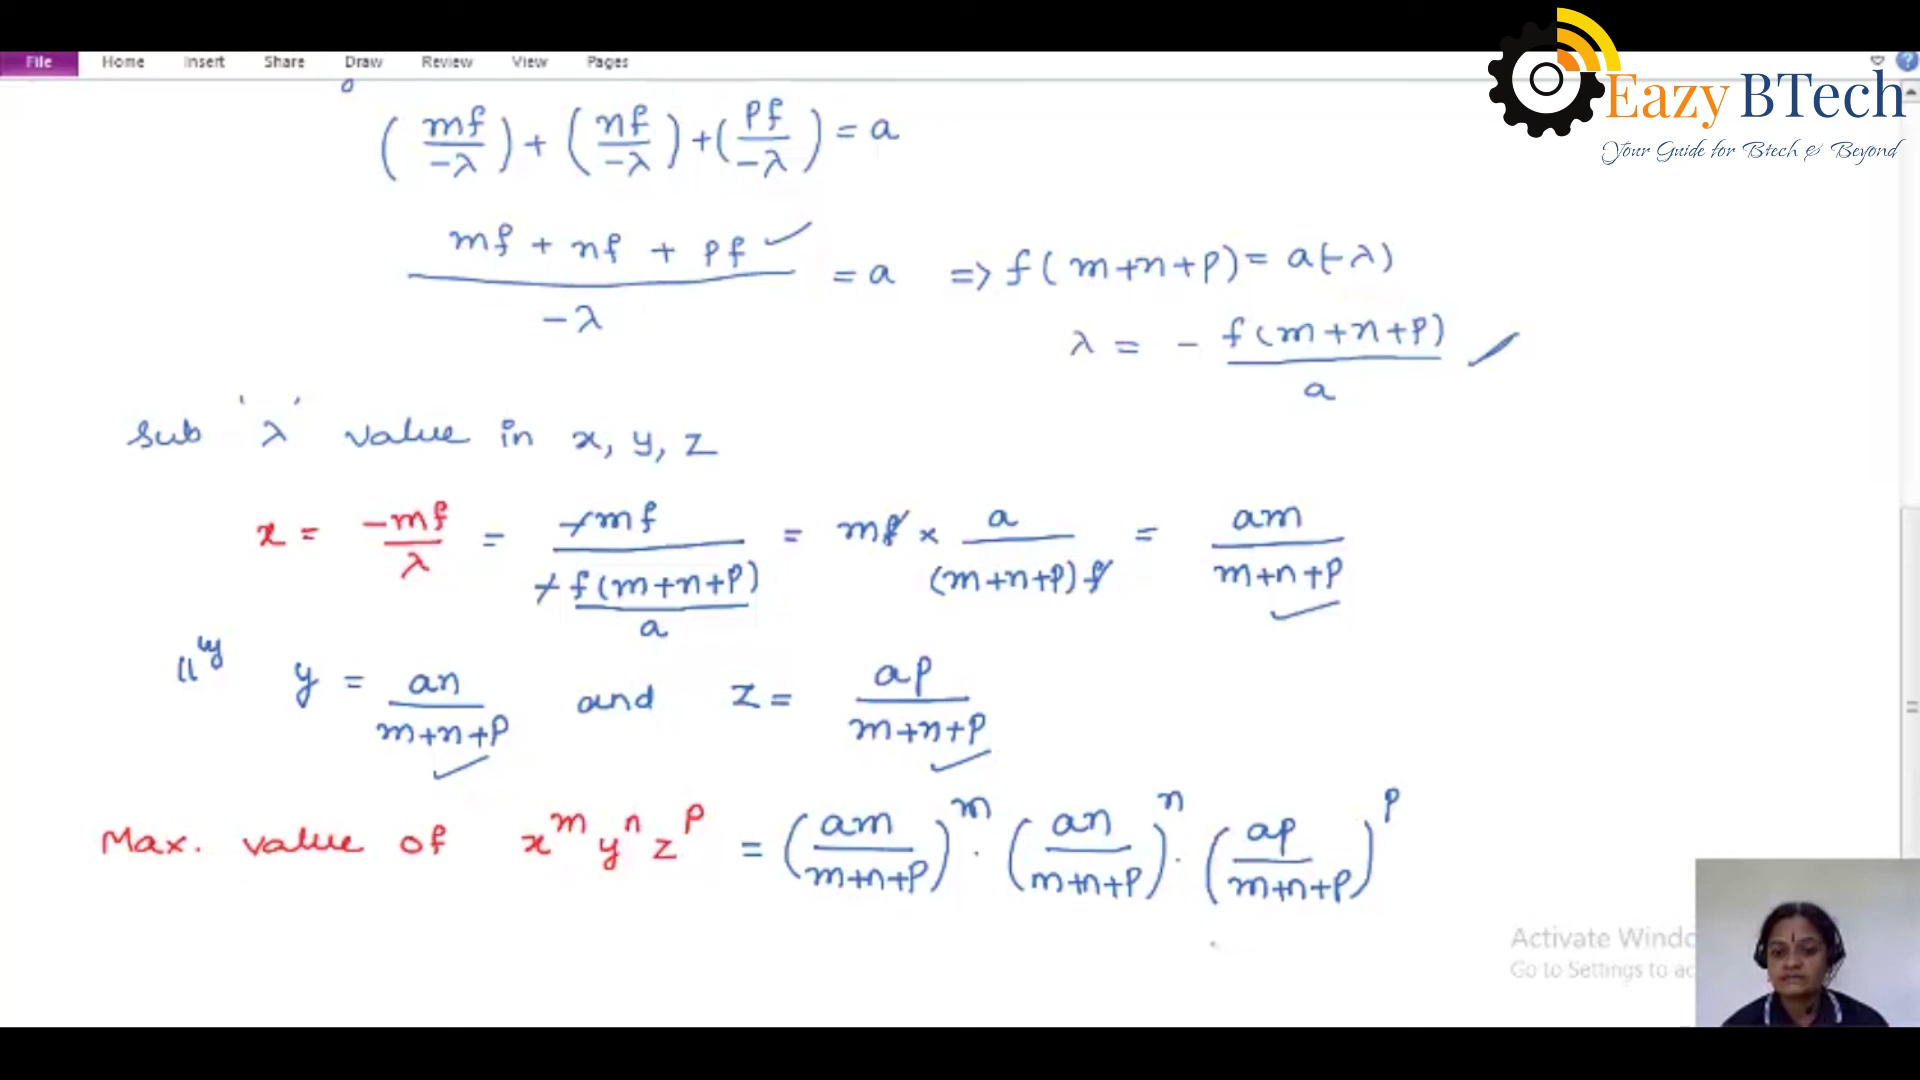 File Home Insert Share Draw Review View Pages
Eazy BTech
Your Guide for Btech & Beyond
(mf/-λ) + (nf/-λ) + (pf/-λ) = a
(mf + nf + pf)/-λ = a => f(m+n+p) = a(-λ)
λ = - f(m+n+p)/a
Sub 'λ' value in x, y, z
x = -mf/λ = -mf/(-f(m+n+p)/a) = mf × a/((m+n+p)f) = am/(m+n+p)
||ly y = an/(m+n+p) and z = ap/(m+n+p)
Max. value of x^m y^n z^p = (am/(m+n+p))^m . (an/(m+n+p))^n . (ap/(m+n+p))^p
Activate Windo
Go to Settings to ac